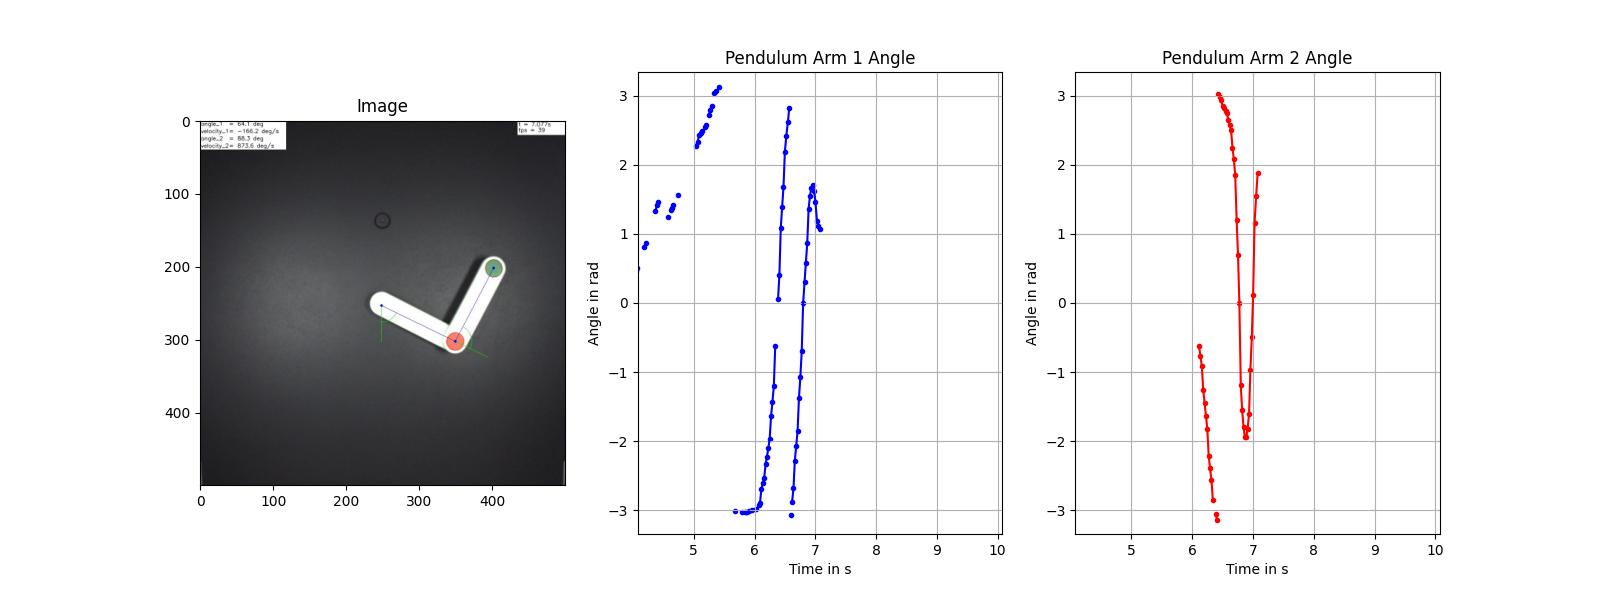 Image
angle_1 = 64.1 deg
velocity_1= -166.2 deg/s
angle_2 = 88.3 deg
velocity_2= 873.6 deg/s
t = 7.077s
fps = 39
0
100
200
300
400
0 100 200 300 400
Pendulum Arm 1 Angle
Angle in rad
3
2
1
0
−1
−2
−3
5 6 7 8 9 10
Time in s
Pendulum Arm 2 Angle
Angle in rad
3
2
1
0
−1
−2
−3
5 6 7 8 9 10
Time in s